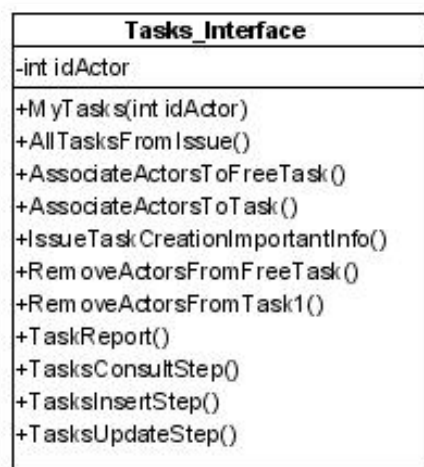 Tasks_Interface
-int idActor
+MyTasks(int idActor)
+AllTasksFromIssue()
+AssociateActorsToFreeTask()
+AssociateActorsToTask()
+IssueTaskCreationImportantInfo()
+RemoveActorsFromFreeTask()
+RemoveActorsFromTask1()
+TaskReport()
+TasksConsultStep()
+TasksInsertStep()
+TasksUpdateStep()